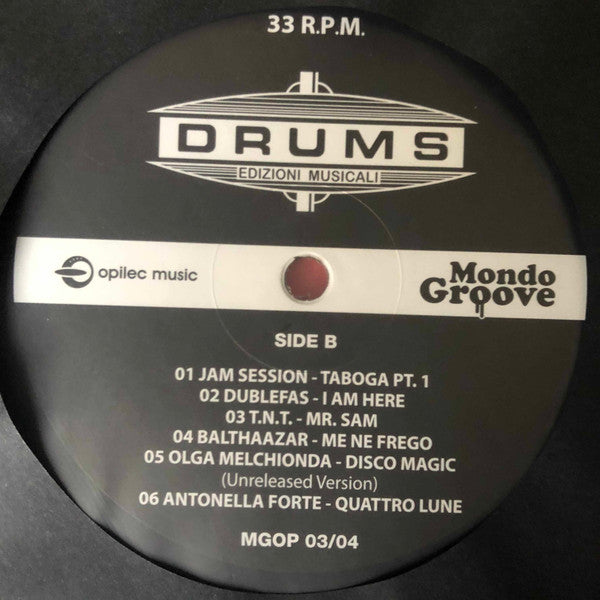 33 R.P.M.
DRUMS
EDIZIONI MUSICALI
opilec music
Mondo
Groove
SIDE B
01 JAM SESSION - TABOGA PT. 1
02 DUBLEFAS - I AM HERE
03 T.N.T. - MR. SAM
04 BALTHAAZAR - ME NE FREGO
05 OLGA MELCHIONDA - DISCO MAGIC
(Unreleased Version)
06 ANTONELLA FORTE - QUATTRO LUNE
MGOP 03/04